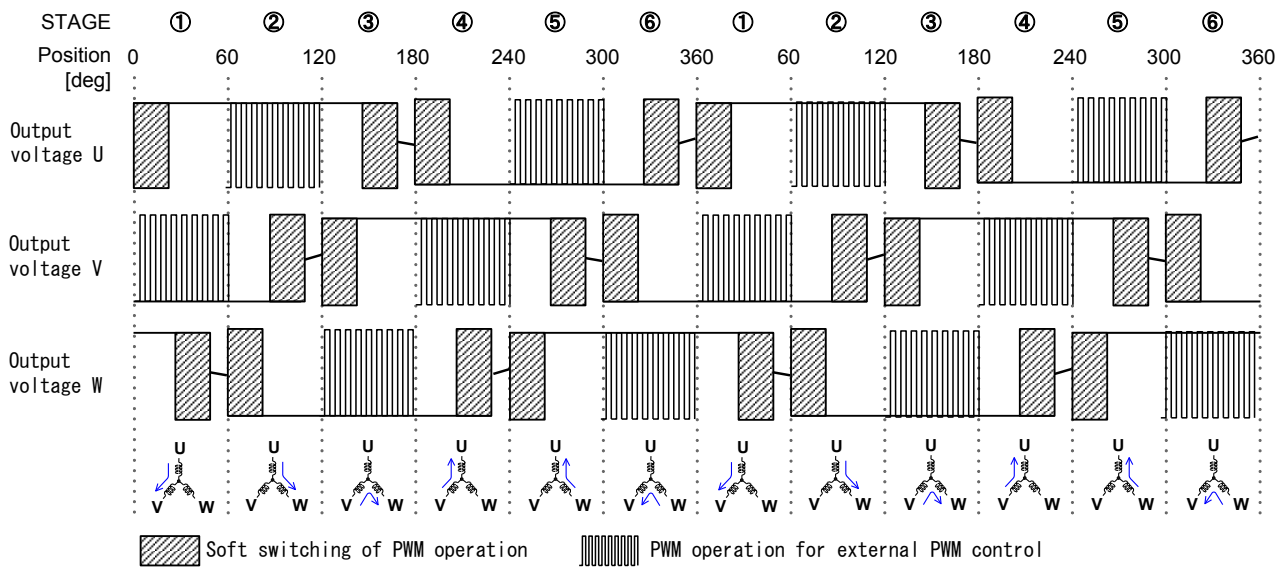 STAGE ① ② ③ ④ ⑤ ⑥ ① ② ③ ④ ⑤ ⑥
Position 0 60 120 180 240 300 360 60 120 180 240 300 360
[deg]
Output
voltage U
Output
voltage V
Output
voltage W
U U U U U U U U U U U U
V W V W V W V W V W V W V W V W V W V W V W V W
Soft switching of PWM operation PWM operation for external PWM control